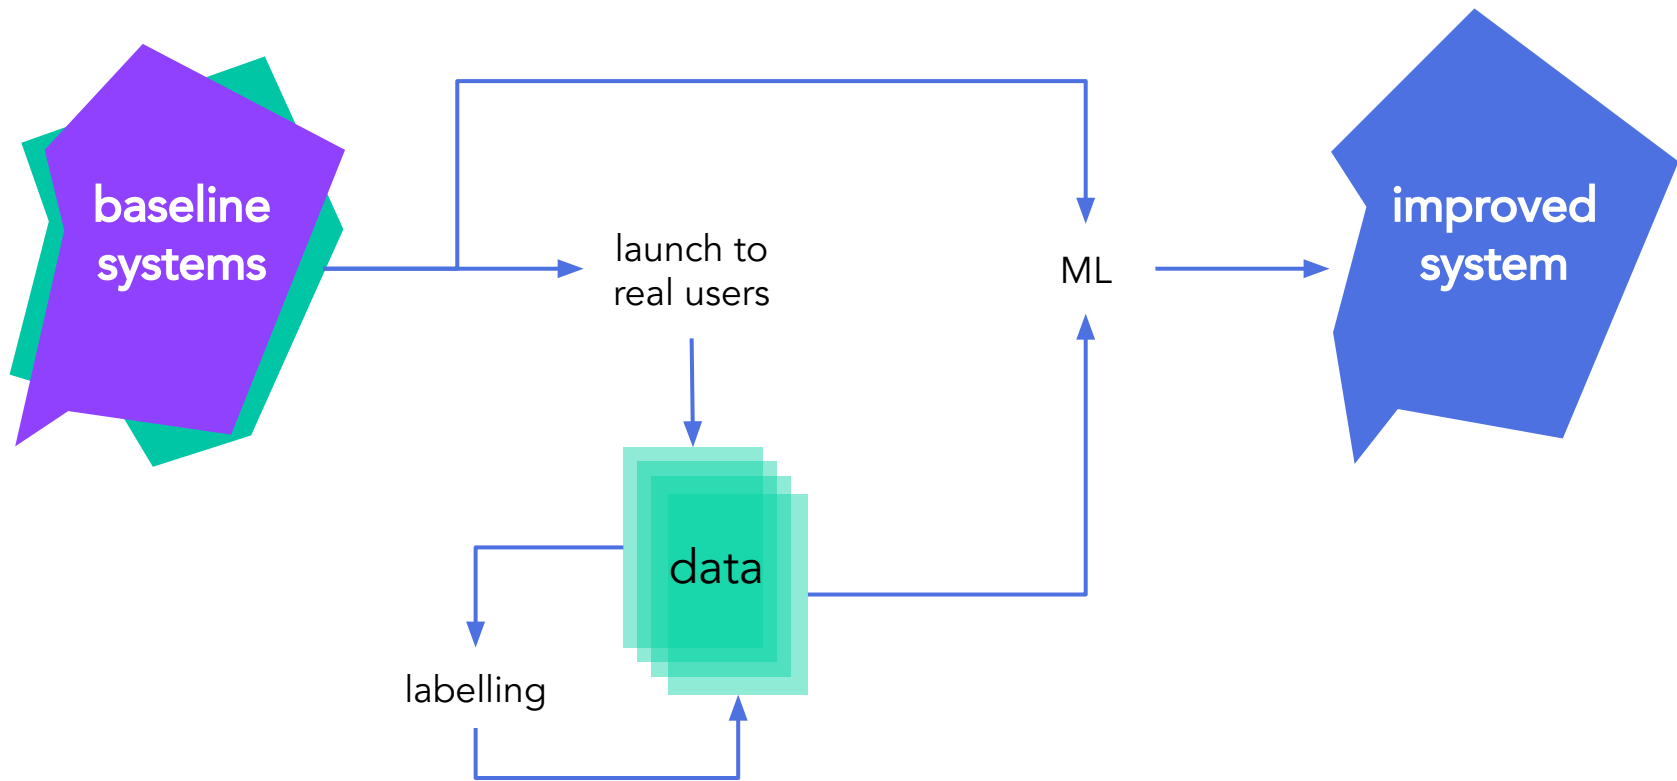 baseline
systems
launch to
real users
ML
improved
system
data
labelling